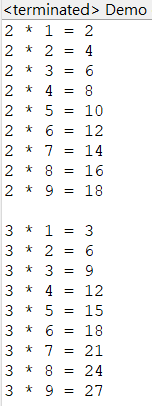 <terminated> Demo
2 * 1 = 2
2 * 2 = 4
2 * 3 = 6
2 * 4 = 8
2 * 5 = 10
2 * 6 = 12
2 * 7 = 14
2 * 8 = 16
2 * 9 = 18

3 * 1 = 3
3 * 2 = 6
3 * 3 = 9
3 * 4 = 12
3 * 5 = 15
3 * 6 = 18
3 * 7 = 21
3 * 8 = 24
3 * 9 = 27